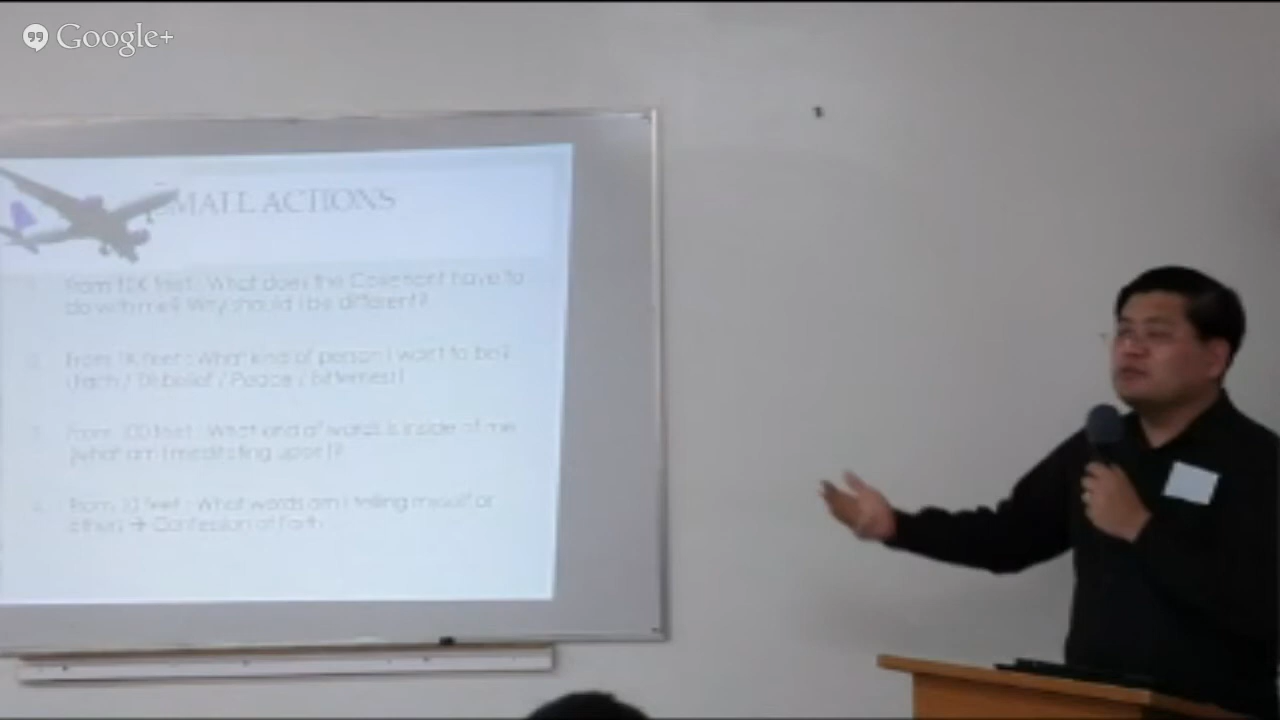 Google+
SMALL ACTIONS
From 10K feet : What does the Covenant have to
do with me? Why should I be different?
From 1K feet : What kind of person I want to be?
(Faith / Disbelief / Peace / bitterness)
From 100 feet : What kind of words is inside of me
(what am I meditating upon)?
From 10 feet : What words am I telling myself or
others → Confession of Faith